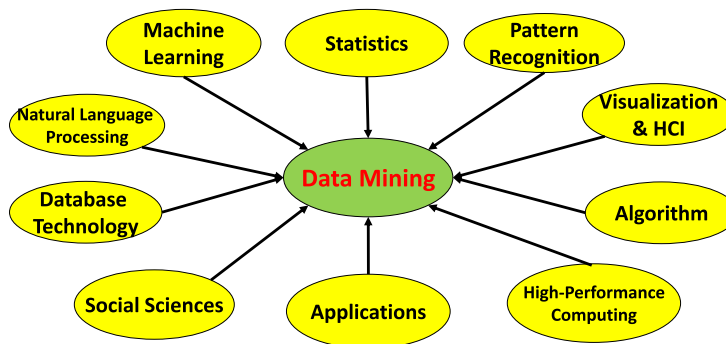 Machine
Learning
Statistics
Pattern
Recognition
Natural Language
Processing
Visualization
& HCI
Data Mining
Database
Technology
Algorithm
Social Sciences
Applications
High-Performance
Computing